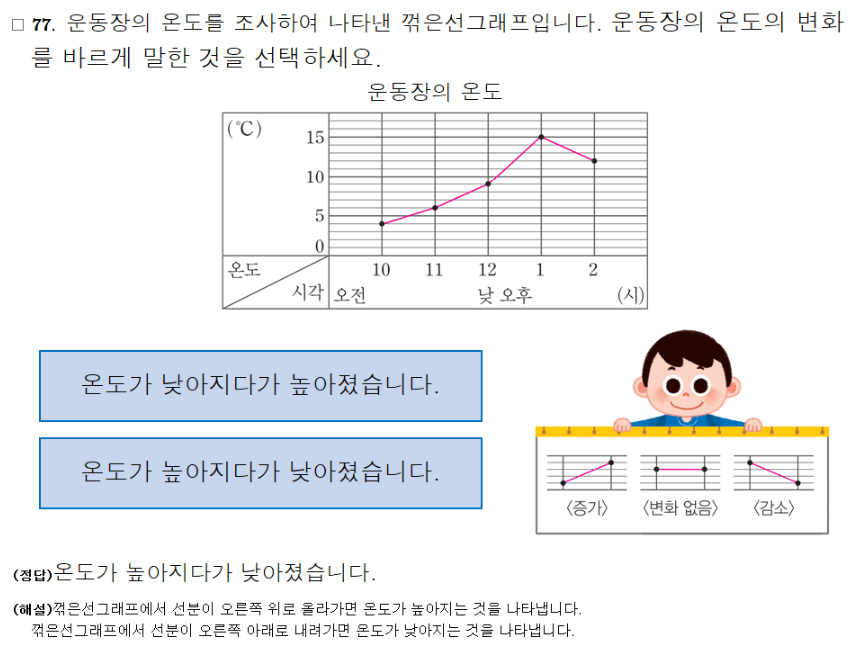 □ 77. 운동장의 온도를 조사하여 나타낸 꺾은선그래프입니다. 운동장의 온도의 변화
를 바르게 말한 것을 선택하세요.
운동장의 온도
(℃)
15
10
5
0
온도
시각
10 11 12 1 2
오전 낮 오후 (시)
온도가 낮아지다가 높아졌습니다.
온도가 높아지다가 낮아졌습니다.
<증가> <변화 없음> <감소>
(정답)온도가 높아지다가 낮아졌습니다.
(해설)꺾은선그래프에서 선분이 오른쪽 위로 올라가면 온도가 높아지는 것을 나타냅니다.
꺾은선그래프에서 선분이 오른쪽 아래로 내려가면 온도가 낮아지는 것을 나타냅니다.